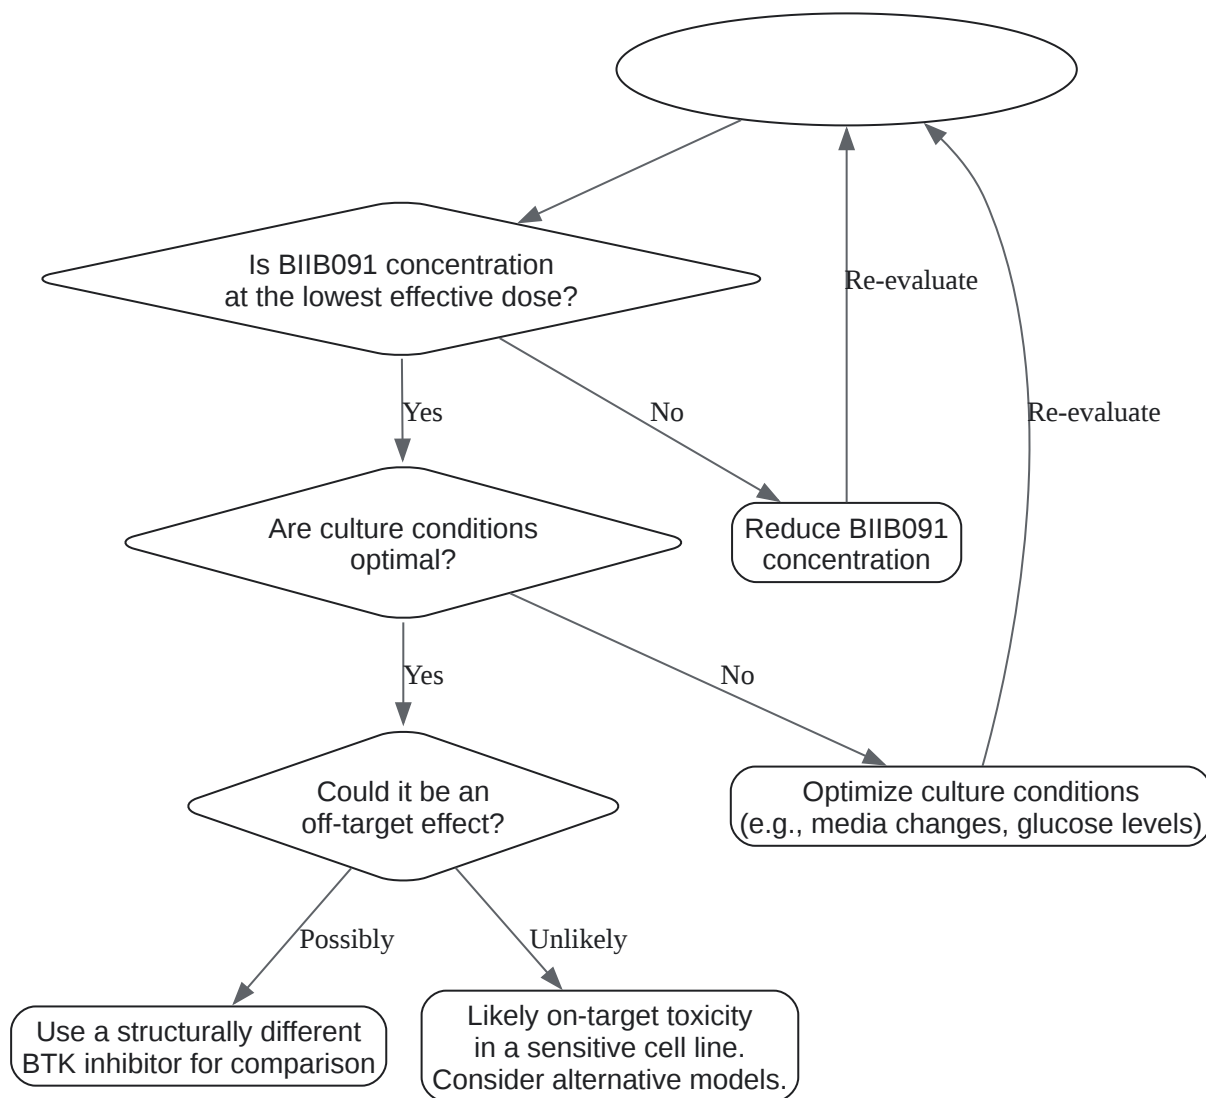 Is BIIB091 concentration
at the lowest effective dose?
Re-evaluate
Yes
No
Re-evaluate
Are culture conditions
optimal?
Reduce BIIB091
concentration
Yes
No
Could it be an
off-target effect?
Optimize culture conditions
(e.g., media changes, glucose levels)
Possibly
Unlikely
Use a structurally different
BTK inhibitor for comparison
Likely on-target toxicity
in a sensitive cell line.
Consider alternative models.